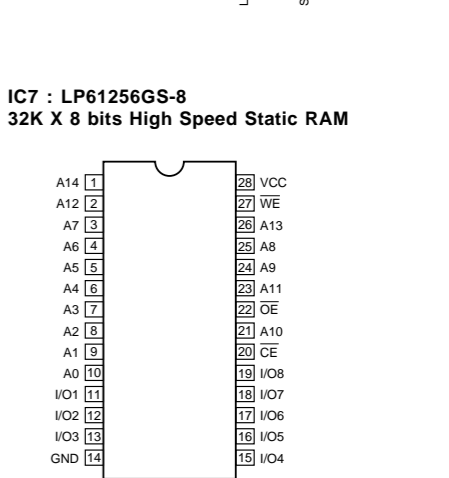 IC7 : LP61256GS-8
32K X 8 bits High Speed Static RAM
A14 1 28 VCC
A12 2 27 W̅E̅
A7 3 26 A13
A6 4 25 A8
A5 5 24 A9
A4 6 23 A11
A3 7 22 O̅E̅
A2 8 21 A10
A1 9 20 C̅E̅
A0 10 19 I/O8
I/O1 11 18 I/O7
I/O2 12 17 I/O6
I/O3 13 16 I/O5
GND 14 15 I/O4